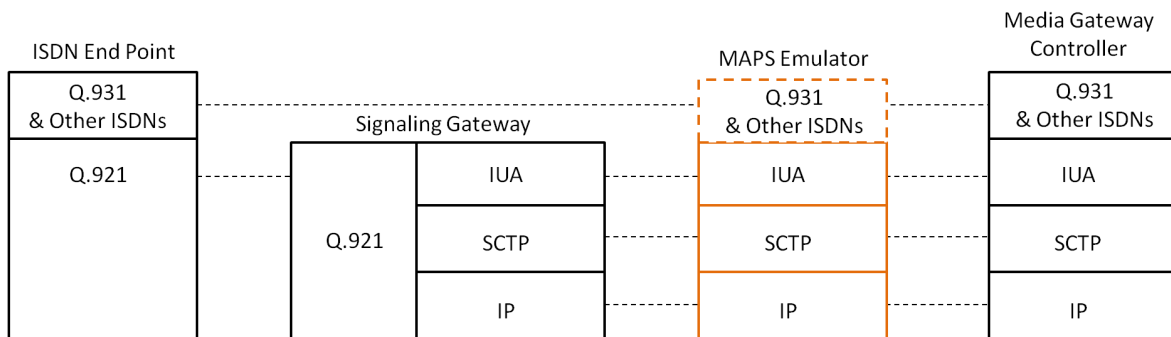 ISDN End Point
Q.931
& Other ISDNs
Q.921
Signaling Gateway
Q.921
IUA
SCTP
IP
MAPS Emulator
Q.931
& Other ISDNs
IUA
SCTP
IP
Media Gateway
Controller
Q.931
& Other ISDNs
IUA
SCTP
IP